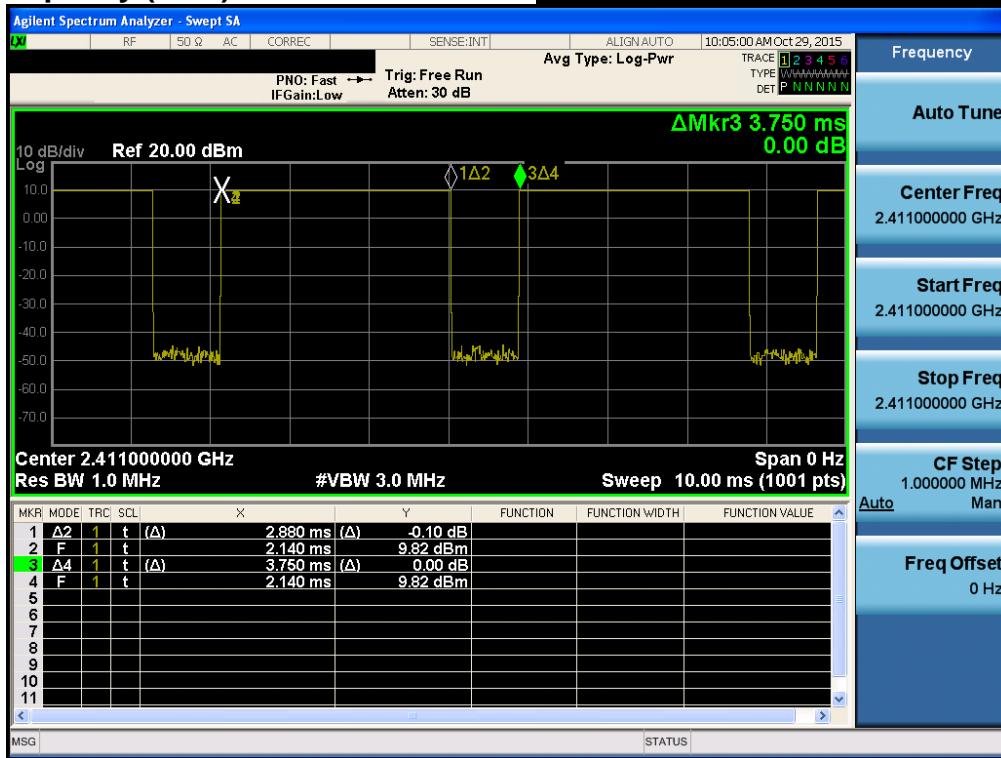 Agilent Spectrum Analyzer - Swept SA
LXI RF 50 Ω AC CORREC SENSE:INT ALIGN AUTO 10:05:00 AM Oct 29, 2015
Avg Type: Log-Pwr TRACE 1 2 3 4 5 6
PNO: Fast Trig: Free Run TYPE
IFGain:Low Atten: 30 dB DET P N N N N N
ΔMkr3 3.750 ms
0.00 dB
10 dB/div Ref 20.00 dBm
Log
1Δ2 3Δ4
10.0
0.00
-10.0
-20.0
-30.0
-40.0
-50.0
-60.0
-70.0
Center 2.411000000 GHz Span 0 Hz
Res BW 1.0 MHz #VBW 3.0 MHz Sweep 10.00 ms (1001 pts)
MKR MODE TRC SCL X Y FUNCTION FUNCTION WIDTH FUNCTION VALUE
1 Δ2 1 t (Δ) 2.880 ms (Δ) -0.10 dB
2 F 1 t 2.140 ms 9.82 dBm
3 Δ4 1 t (Δ) 3.750 ms (Δ) 0.00 dB
4 F 1 t 2.140 ms 9.82 dBm
5
6
7
8
9
10
11
MSG STATUS
Frequency
Auto Tune
Center Freq
2.411000000 GHz
Start Freq
2.411000000 GHz
Stop Freq
2.411000000 GHz
CF Step
1.000000 MHz
Auto Man
Freq Offset
0 Hz